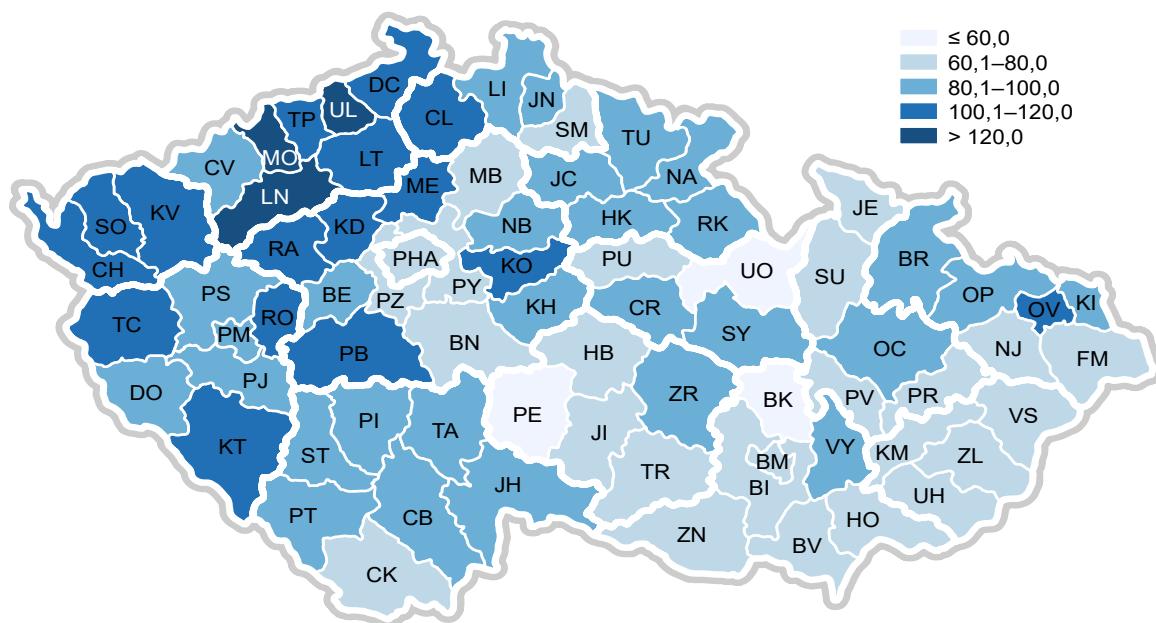 ≤ 60,0
60,1–80,0
80,1–100,0
100,1–120,0
> 120,0
DC
LI
JN
UL
TP
CL
SM
TU
MO
LT
CV
MB
JC
NA
ME
LN
SO
KV
KD
NB
HK
RK
JE
RA
PHA
KO
PU
UO
SU
BR
CH
PS
BE
PZ
PY
KH
CR
OP
OV
KI
TC
RO
PM
PB
BN
HB
SY
OC
NJ
FM
DO
PJ
ZR
BK
PV
PR
PE
VS
KT
ST
PI
TA
JI
VY
KM
ZL
TR
BM
BI
UH
PT
CB
JH
HO
ZN
BV
CK